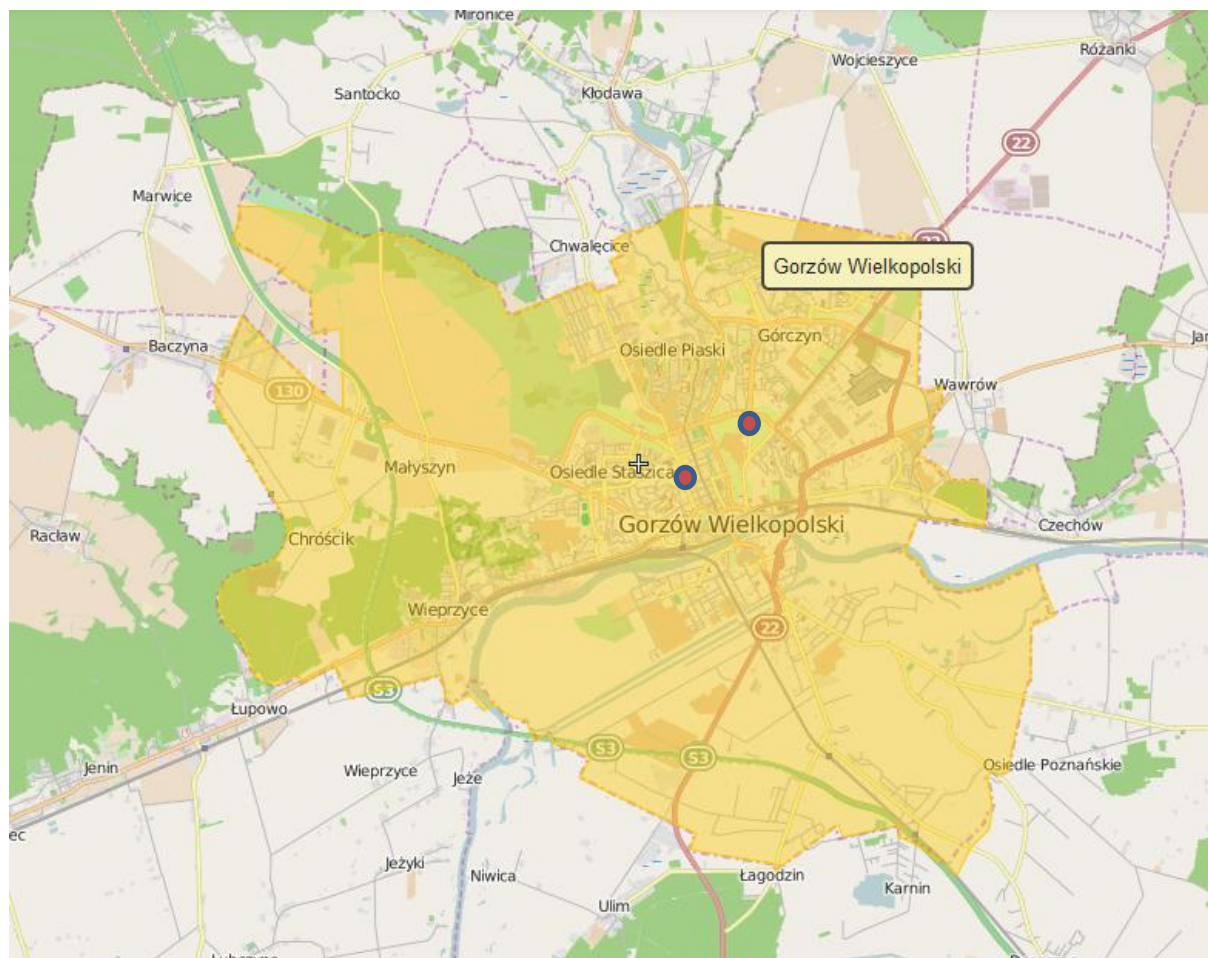 Mironice
Różanki
Wojcieszyce
Santocko
Kłodawa
22
Marwice
Chwalęcice
22
Gorzów Wielkopolski
Górczyn
Osiedle Piaski
Baczyna
130
Wawrów
Małyszyn
Osiedle Staszica
Gorzów Wielkopolski
Czechów
Racław
Chróścik
Wieprzyce
22
S3
Łupowo
S3
S3
Jenin
Wieprzyce
Jeże
Osiedle Poznańskie
Jeżyki
Niwica
Łagodzin
Karnin
Ulim